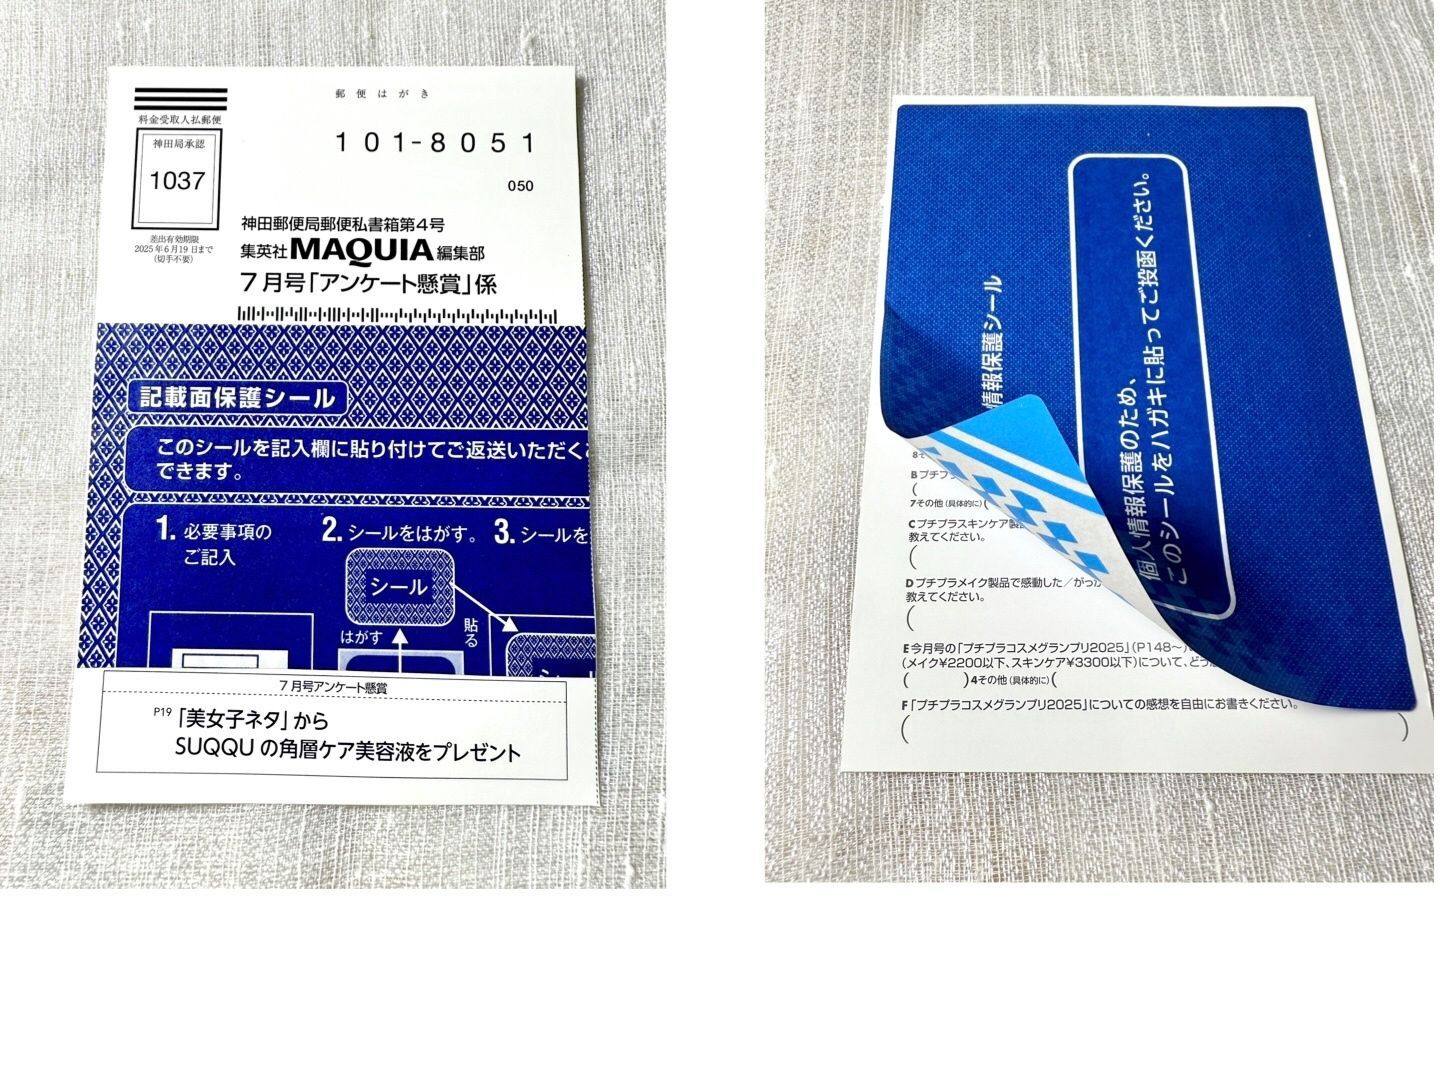 郵便はがき
料金受取人払郵便
神田局承認
1037
差出有効期限
2025年6月19日まで
(切手不要)
101-8051
050
神田郵便局郵便私書箱第4号
集英社MAQUIA編集部
7月号「アンケート懸賞」係
記載面保護シール
このシールを記入欄に貼り付けてご返送いただく
できます。
1. 必要事項の
ご記入
2. シールをはがす。
3. シールを
シール
はがす
貼る
7月号アンケート懸賞
P19 「美女子ネタ」から
SUQQUの角層ケア美容液をプレゼント
情報保護シール
個人情報保護のため、
このシールをハガキに貼ってご投函ください。
8そ
B プチプ
(
7その他(具体的に)(
C プチプラスキンケア製
教えてください。
(
D プチプラメイク製品で感動した/がっか
教えてください。
(
E 今月号の「プチプラコスメグランプリ2025」(P148〜)
(メイク¥2200以下、スキンケア¥3300以下)について、どう
( )4その他(具体的に)(
F 「プチプラコスメグランプリ2025」についての感想を自由にお書きください。
( )